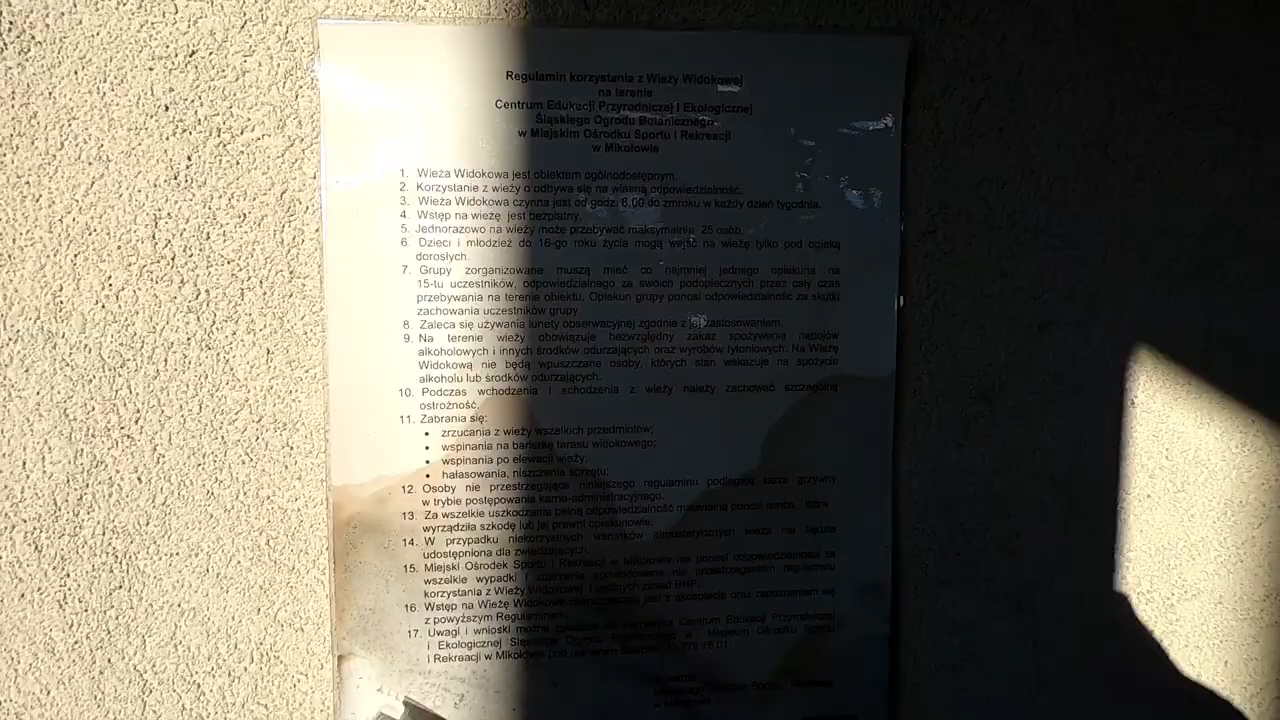 Regulamin korzystania z Wieży Widokowej
na terenie
Centrum Edukacji Przyrodniczej i Ekologicznej
Śląskiego Ogrodu Botanicznego
w Miejskim Ośrodku Sportu i Rekreacji
w Mikołowie
1. Wieża Widokowa jest obiektem ogólnodostępnym.
2. Korzystanie z wieży o odbywa się na własną odpowiedzialność.
3. Wieża Widokowa czynna jest od godz. 8.00 do zmroku w każdy dzień tygodnia.
4. Wstęp na wieżę jest bezpłatny.
5. Jednorazowo na wieży może przebywać maksymalnie 25 osób.
6. Dzieci i młodzież do 16-go roku życia mogą wejść na wieżę tylko pod opieką
dorosłych.
7. Grupy zorganizowane muszą mieć co najmniej jednego opiekuna na
15-tu uczestników, odpowiedzialnego za swoich podopiecznych przez cały czas
przebywania na terenie obiektu. Opiekun grupy ponosi odpowiedzialność za skutki
zachowania uczestników grupy.
8. Zaleca się używania lunety obserwacyjnej zgodnie z jej zastosowaniem.
9. Na terenie wieży obowiązuje bezwzględny zakaz spożywania napojów
alkoholowych i innych środków odurzających oraz wyrobów tytoniowych. Na Wieżę
Widokową nie będą wpuszczane osoby, których stan wskazuje na spożycie
alkoholu lub środków odurzających.
10. Podczas wchodzenia i schodzenia z wieży należy zachować szczególną
ostrożność.
11. Zabrania się:
• zrzucania z wieży wszelkich przedmiotów;
• wspinania na barierkę tarasu widokowego;
• wspinania po elewacji wieży;
• hałasowania, niszczenia sprzętu;
12. Osoby nie przestrzegające niniejszego regulaminu podlegają karze grzywny
w trybie postępowania karno-administracyjnego.
13. Za wszelkie uszkodzenia pełną odpowiedzialność materialną ponosi osoba, która
wyrządziła szkodę lub jej prawni opiekunowie.
14. W przypadku niekorzystnych warunków atmosferycznych wieża nie będzie
udostępniona dla zwiedzających.
15. Miejski Ośrodek Sportu i Rekreacji w Mikołowie nie ponosi odpowiedzialności za
wszelkie wypadki i zdarzenia spowodowane nie przestrzeganiem regulaminu
korzystania z Wieży Widokowej i ogólnych zasad BHP.
16. Wstęp na Wieżę Widokową jest z akceptacją oraz zapoznaniem się
z powyższym Regulaminem.
17. Uwagi i wnioski można Centrum Edukacji Przyrodniczej
i Ekologicznej Śląskiego Ogrodu Botanicznego w Miejskim Ośrodku Sportu
i Rekreacji w Mikołowie pod numerem
Sportu i Rekreacji